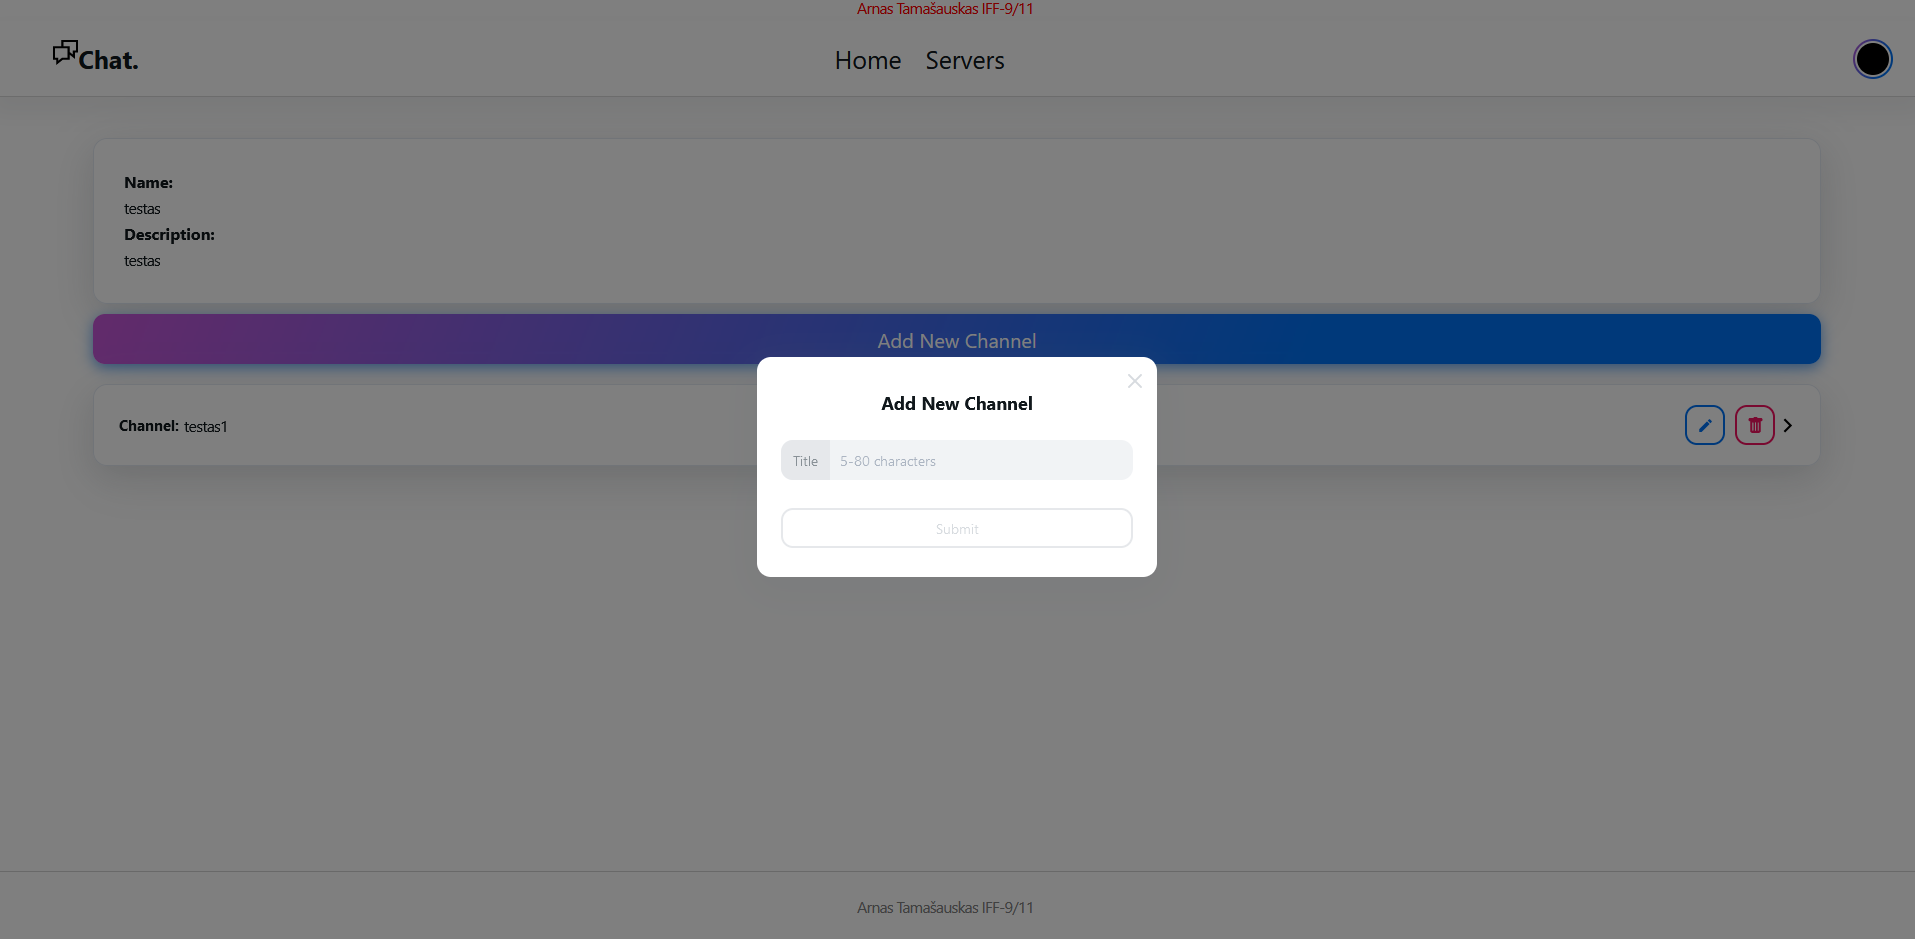 Arnas Tamašauskas IFF-9/11
Chat.
Home Servers
Name:
testas
Description:
testas
Add New Channel
Add New Channel
Channel: testas1
Title 5-80 characters
Submit
Arnas Tamašauskas IFF-9/11